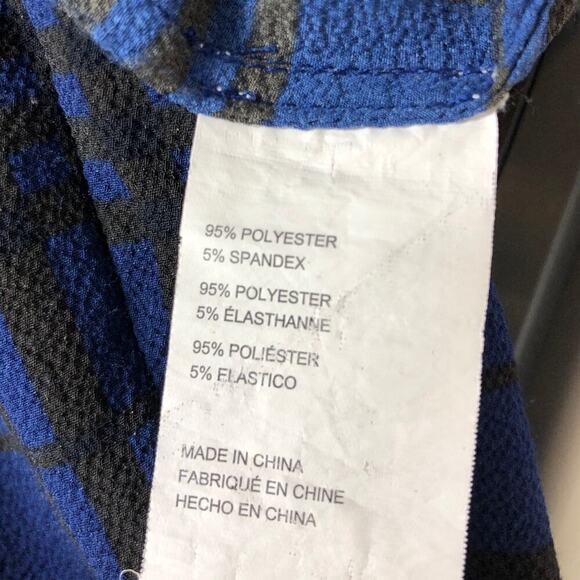 95% POLYESTER
5% SPANDEX
95% POLYESTER
5% ÉLASTHANNE
95% POLIÉSTER
5% ELASTICO
MADE IN CHINA
FABRIQUÉ EN CHINE
HECHO EN CHINA